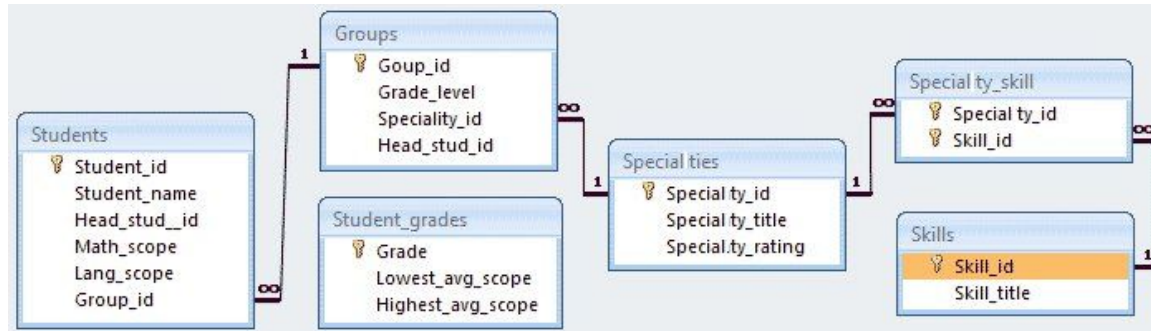 Groups
Goup_id
Grade_level
Speciality_id
Head_stud_id
Students
Student_id
Student_name
Head_stud__id
Math_scope
Lang_scope
Group_id
Student_grades
Grade
Lowest_avg_scope
Highest_avg_scope
Special ties
Special ty_id
Special ty_title
Special.ty_rating
Special ty_skill
Special ty_id
Skill_id
Skills
Skill_id
Skill_title
1
∞
∞
1
1
∞
∞
1